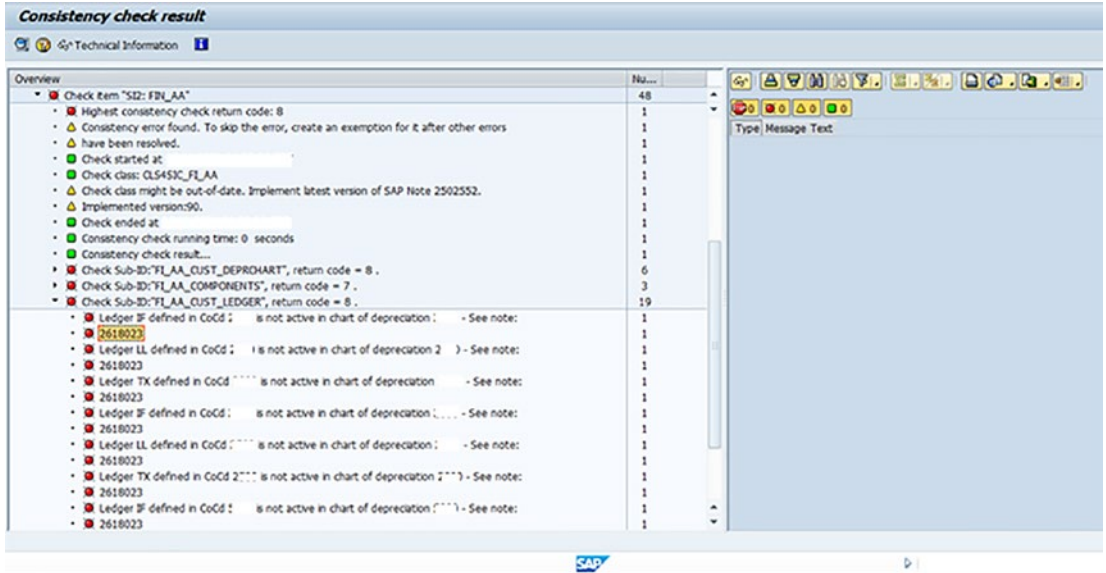 Consistency check result
Technical Information
Overview Nu...
Check item "SI2: FIN_AA" 48
Highest consistency check return code: 8 1
Consistency error found. To skip the error, create an exemption for it after other errors 1
have been resolved. 1
Check started at 1
Check class: CLS4SIC_FI_AA 1
Check class might be out-of-date. Implement latest version of SAP Note 2502552. 1
Implemented version:90. 1
Check ended at 1
Consistency check running time: 0 seconds 1
Consistency check result... 1
Check Sub-ID:"FI_AA_CUST_DEPRCHART", return code = 8 . 6
Check Sub-ID:"FI_AA_COMPONENTS", return code = 7 . 3
Check Sub-ID:"FI_AA_CUST_LEDGER", return code = 8 . 19
Ledger IF defined in CoCd 2 is not active in chart of depreciation - See note: 1
2618023 1
Ledger LL defined in CoCd is not active in chart of depreciation 2 ) - See note: 1
2618023 1
Ledger TX defined in CoCd is not active in chart of depreciation - See note: 1
2618023 1
Ledger IF defined in CoCd is not active in chart of depreciation - See note: 1
2618023 1
Ledger LL defined in CoCd is not active in chart of depreciation - See note: 1
2618023 1
Ledger TX defined in CoCd 2 is not active in chart of depreciation ) - See note: 1
2618023 1
Ledger IF defined in CoCd is not active in chart of depreciation ) - See note: 1
2618023 1
0 0 0 0
Type Message Text
SAP